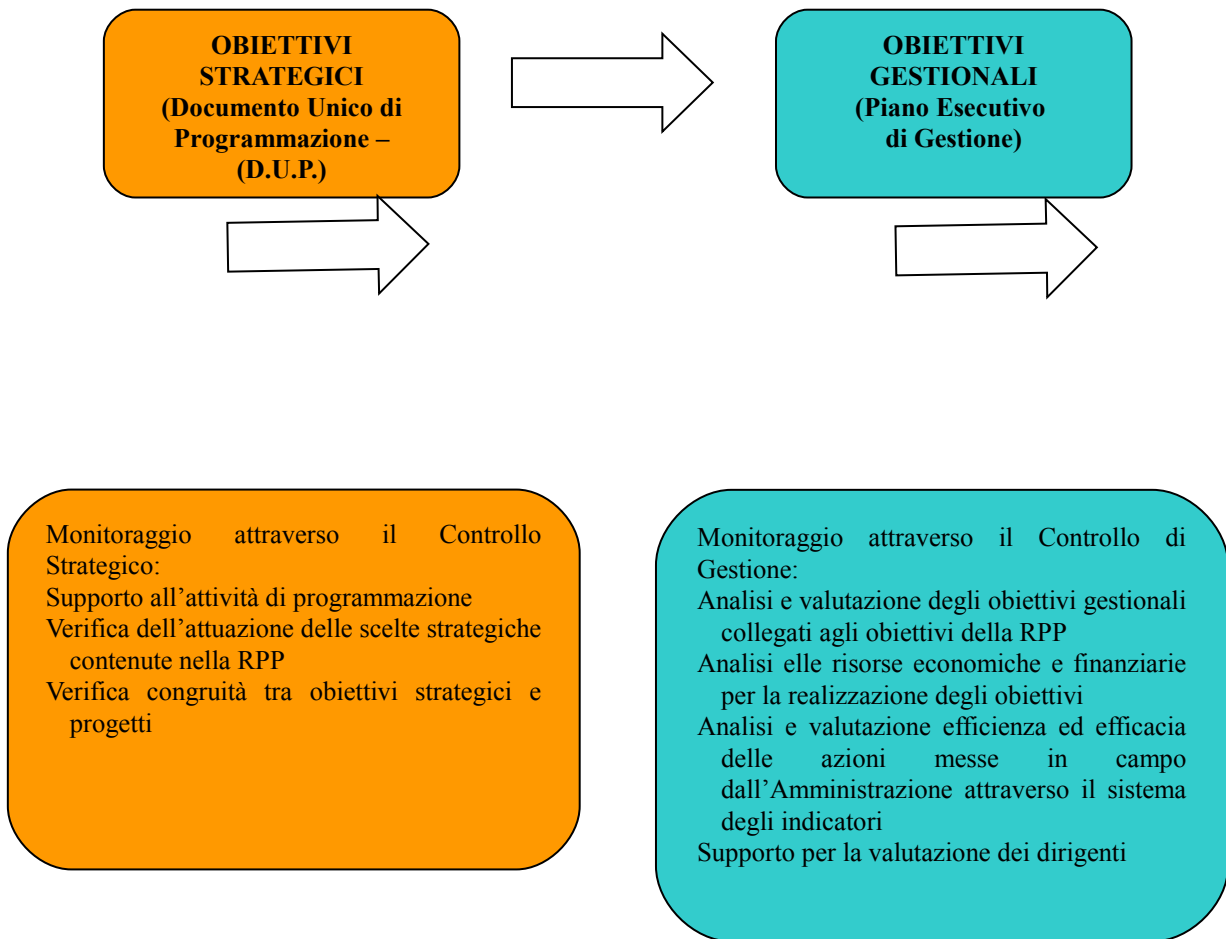 OBIETTIVI
STRATEGICI
(Documento Unico di
Programmazione –
(D.U.P.)
OBIETTIVI
GESTIONALI
(Piano Esecutivo
di Gestione)
Monitoraggio attraverso il Controllo
Strategico:
Supporto all’attività di programmazione
Verifica dell’attuazione delle scelte strategiche
contenute nella RPP
Verifica congruità tra obiettivi strategici e
progetti
Monitoraggio attraverso il Controllo di
Gestione:
Analisi e valutazione degli obiettivi gestionali
collegati agli obiettivi della RPP
Analisi elle risorse economiche e finanziarie
per la realizzazione degli obiettivi
Analisi e valutazione efficienza ed efficacia
delle azioni messe in campo
dall’Amministrazione attraverso il sistema
degli indicatori
Supporto per la valutazione dei dirigenti